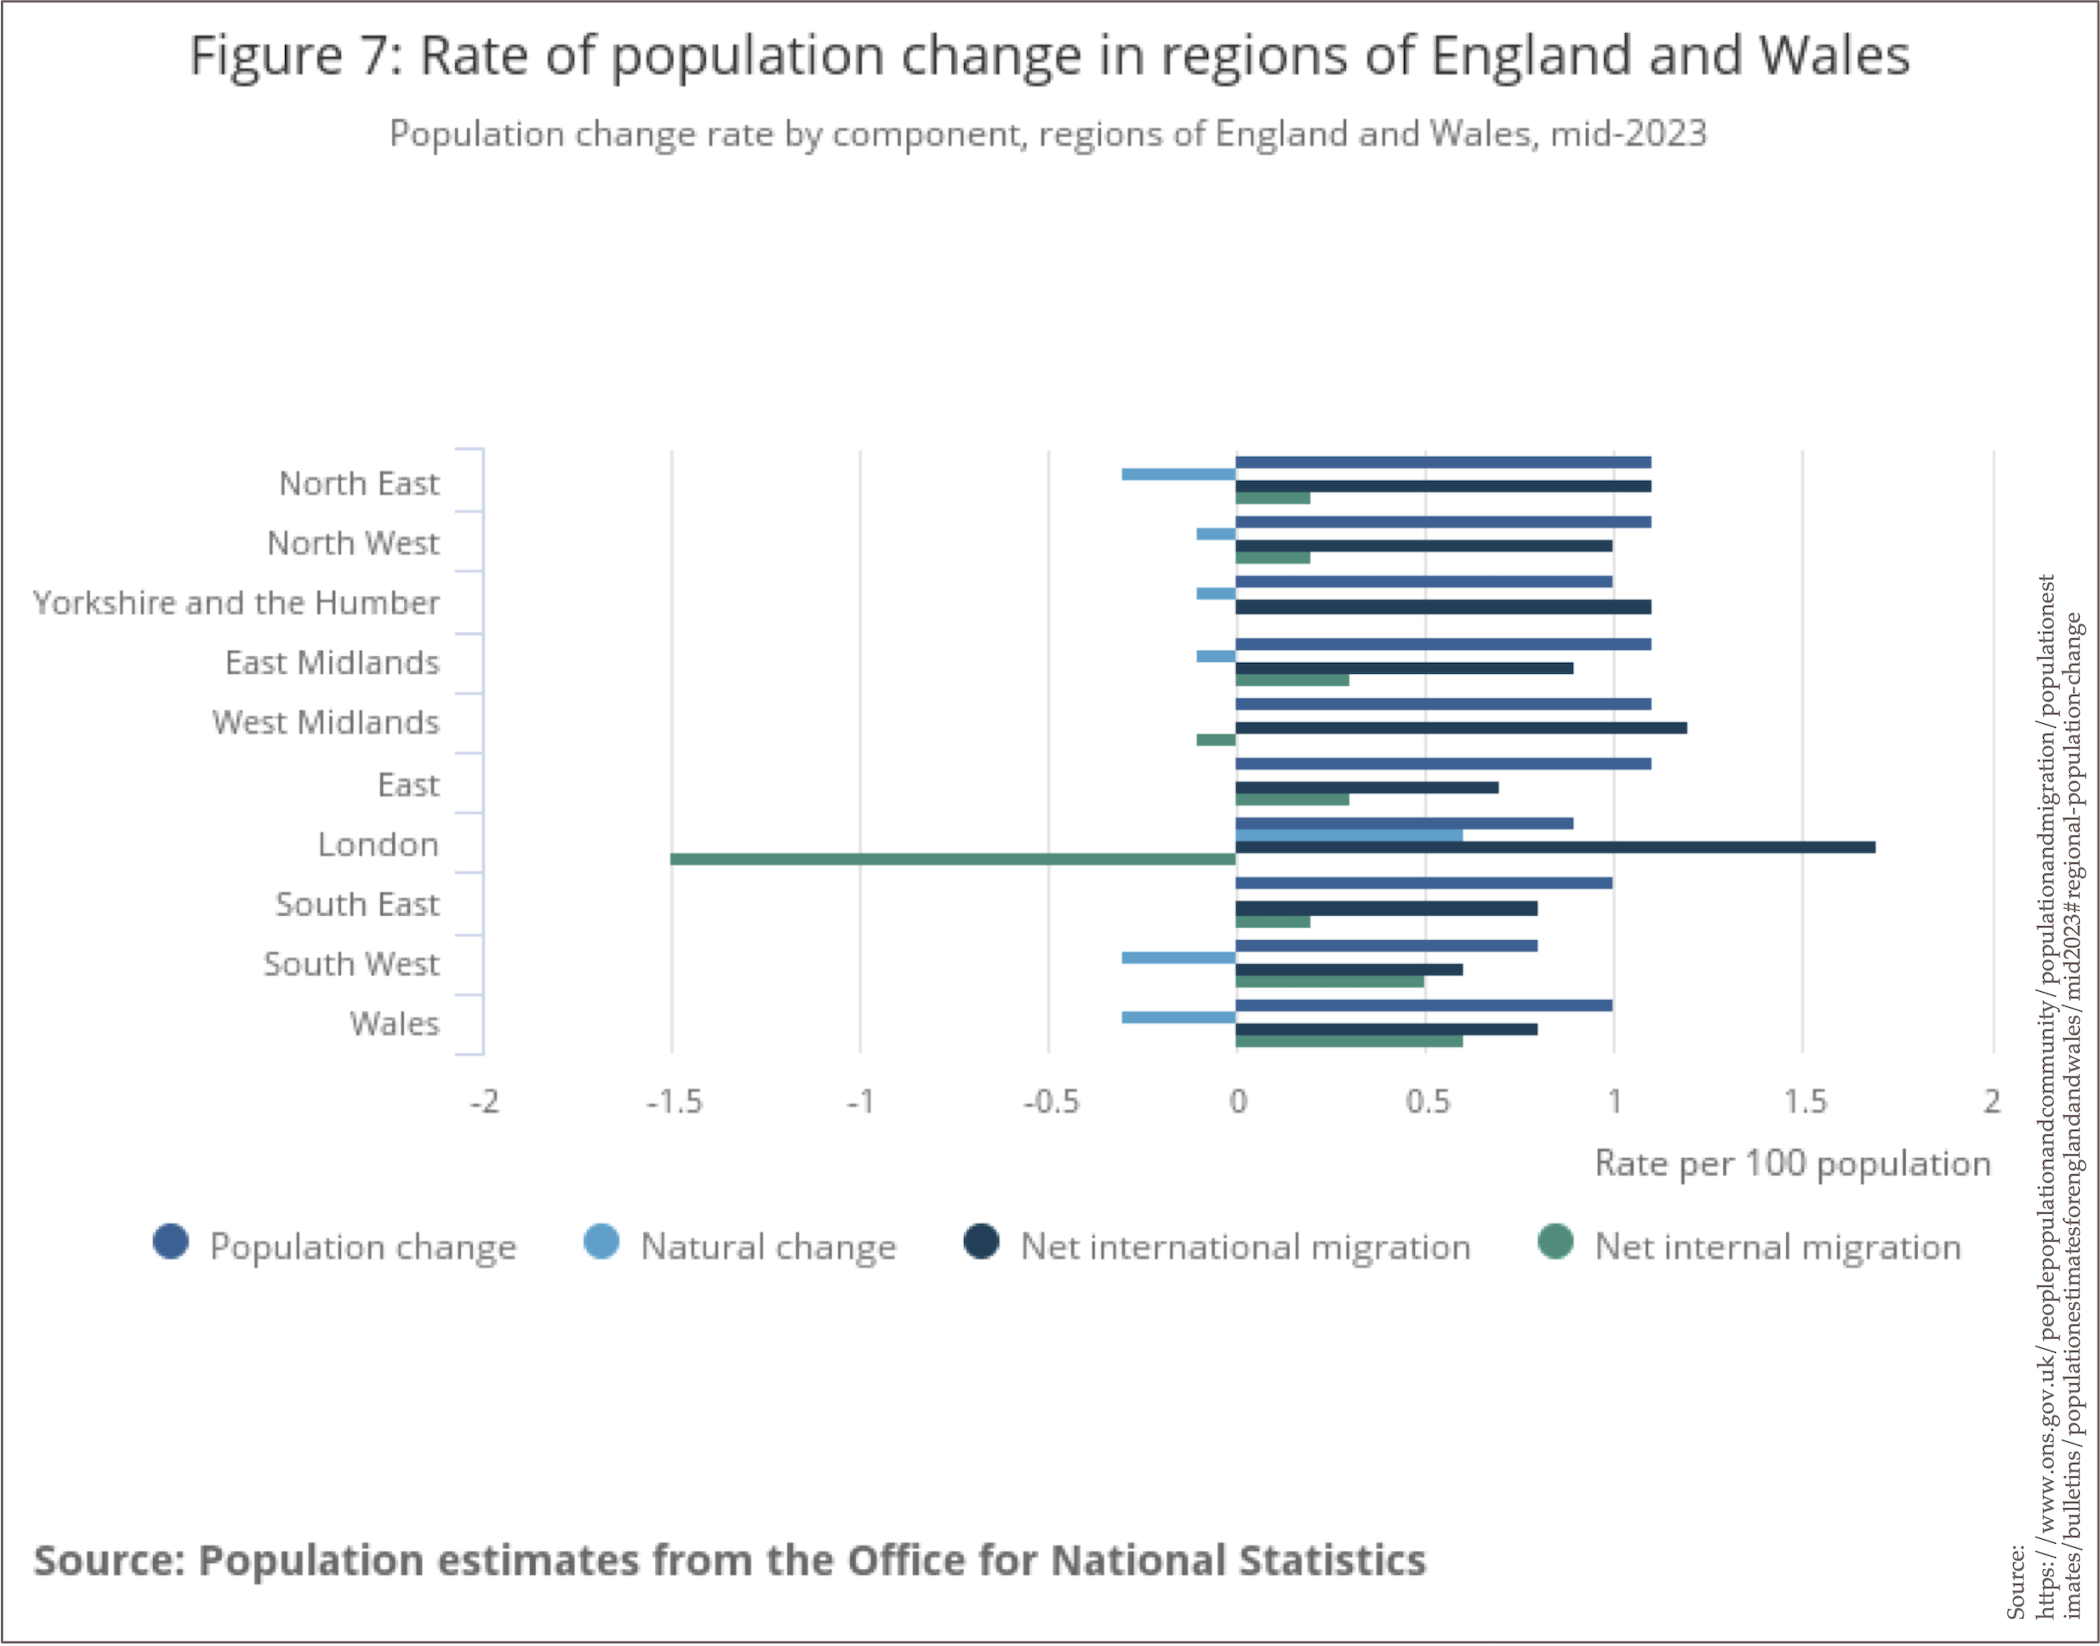 Figure 7: Rate of population change in regions of England and Wales
Population change rate by component, regions of England and Wales, mid-2023
North East
North West
Yorkshire and the Humber
East Midlands
West Midlands
East
London
South East
South West
Wales
-2 -1.5 -1 -0.5 0 0.5 1 1.5 2
Rate per 100 population
Population change Natural change Net international migration Net internal migration
Source: Population estimates from the Office for National Statistics
Source:
https://www.ons.gov.uk/peoplepopulationandcommunity/populationandmigration/populationest
imates/bulletins/populationestimatesforenglandandwales/mid2023#regional-population-change